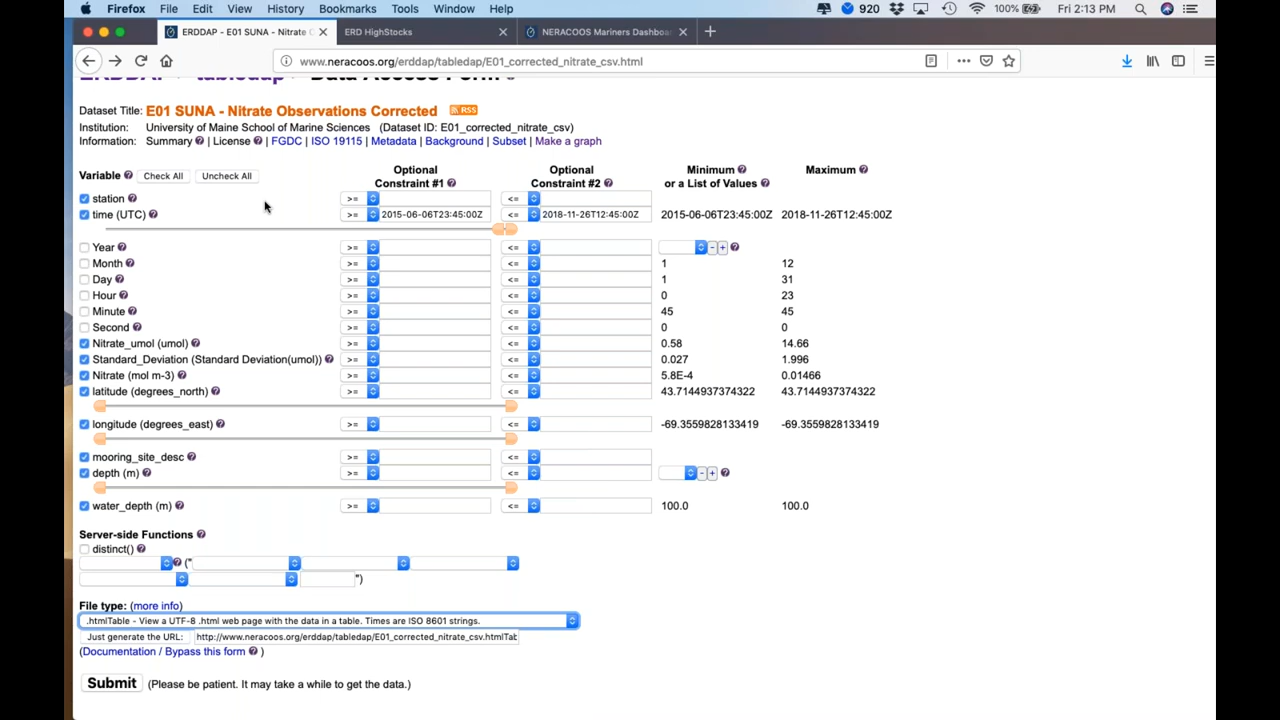 Firefox File Edit View History Bookmarks Tools Window Help 920 100% Fri 2:13 PM
ERDDAP - E01 SUNA - Nitrate C ERD HighStocks NERACOOS Mariners Dashboa
www.neracoos.org/erddap/tabledap/E01_corrected_nitrate_csv.html
ERDDAP > tabledap > Data Access Form
Dataset Title: E01 SUNA - Nitrate Observations Corrected RSS
Institution: University of Maine School of Marine Sciences (Dataset ID: E01_corrected_nitrate_csv)
Information: Summary ? | License ? | FGDC | ISO 19115 | Metadata | Background | Subset | Make a graph
Variable ? Check All Uncheck All Optional Constraint #1 ? Optional Constraint #2 ? Minimum ? or a List of Values ? Maximum ?
station ? >= <=
time (UTC) ? >= 2015-06-06T23:45:00Z <= 2018-11-26T12:45:00Z 2015-06-06T23:45:00Z 2018-11-26T12:45:00Z
Year ? >= <= - + ?
Month ? >= <= 1 12
Day ? >= <= 1 31
Hour ? >= <= 0 23
Minute ? >= <= 45 45
Second ? >= <= 0 0
Nitrate_umol (umol) ? >= <= 0.58 14.66
Standard_Deviation (Standard Deviation(umol)) ? >= <= 0.027 1.996
Nitrate (mol m-3) ? >= <= 5.8E-4 0.01466
latitude (degrees_north) ? >= <= 43.7144937374322 43.7144937374322
longitude (degrees_east) ? >= <= -69.3559828133419 -69.3559828133419
mooring_site_desc ? >= <=
depth (m) ? >= <= - + ?
water_depth (m) ? >= <= 100.0 100.0
Server-side Functions ?
distinct() ?
? ("
")
File type: (more info)
.htmlTable - View a UTF-8 .html web page with the data in a table. Times are ISO 8601 strings.
Just generate the URL: http://www.neracoos.org/erddap/tabledap/E01_corrected_nitrate_csv.htmlTab
(Documentation / Bypass this form ? )
Submit (Please be patient. It may take a while to get the data.)